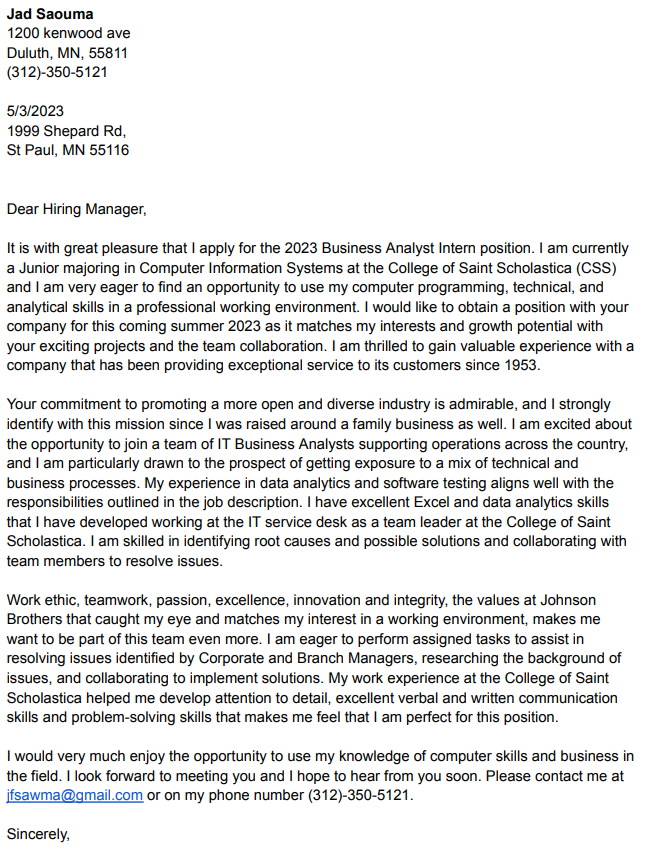 Jad Saouma
1200 kenwood ave
Duluth, MN, 55811
(312)-350-5121
5/3/2023
1999 Shepard Rd,
St Paul, MN 55116
Dear Hiring Manager,
It is with great pleasure that I apply for the 2023 Business Analyst Intern position. I am currently
a Junior majoring in Computer Information Systems at the College of Saint Scholastica (CSS)
and I am very eager to find an opportunity to use my computer programming, technical, and
analytical skills in a professional working environment. I would like to obtain a position with your
company for this coming summer 2023 as it matches my interests and growth potential with
your exciting projects and the team collaboration. I am thrilled to gain valuable experience with a
company that has been providing exceptional service to its customers since 1953.
Your commitment to promoting a more open and diverse industry is admirable, and I strongly
identify with this mission since I was raised around a family business as well. I am excited about
the opportunity to join a team of IT Business Analysts supporting operations across the country,
and I am particularly drawn to the prospect of getting exposure to a mix of technical and
business processes. My experience in data analytics and software testing aligns well with the
responsibilities outlined in the job description. I have excellent Excel and data analytics skills
that I have developed working at the IT service desk as a team leader at the College of Saint
Scholastica. I am skilled in identifying root causes and possible solutions and collaborating with
team members to resolve issues.
Work ethic, teamwork, passion, excellence, innovation and integrity, the values at Johnson
Brothers that caught my eye and matches my interest in a working environment, makes me
want to be part of this team even more. I am eager to perform assigned tasks to assist in
resolving issues identified by Corporate and Branch Managers, researching the background of
issues, and collaborating to implement solutions. My work experience at the College of Saint
Scholastica helped me develop attention to detail, excellent verbal and written communication
skills and problem-solving skills that makes me feel that I am perfect for this position.
I would very much enjoy the opportunity to use my knowledge of computer skills and business in
the field. I look forward to meeting you and I hope to hear from you soon. Please contact me at
jfsawma@gmail.com or on my phone number (312)-350-5121.
Sincerely,